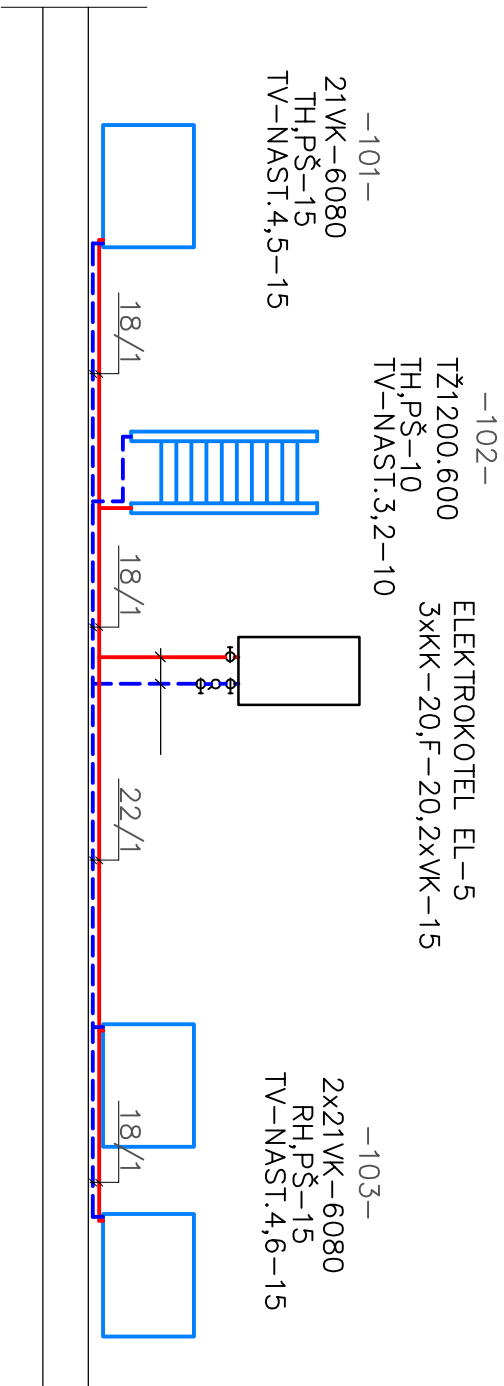 -101-
21VK-6080
TH,PŠ-15
TV-NAST.4,5-15
-102-
TŽ1200.600
TH,PŠ-10
TV-NAST.3,2-10
ELEKTROKOTEL EL-5
3xKK-20,F-20,2xVK-15
-103-
2x21VK-6080
RH,PŠ-15
TV-NAST.4,6-15
18/1
18/1
22/1
18/1